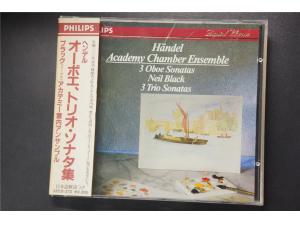 PHILIPS
ヘンデル
オーボエ、トリオ・ソナタ集
ブラック
アカデミー室内アンサンブル
PHILIPS
Digital Classics
Händel
Academy Chamber Ensemble
3 Oboe Sonatas
Neil Black
3 Trio Sonatas